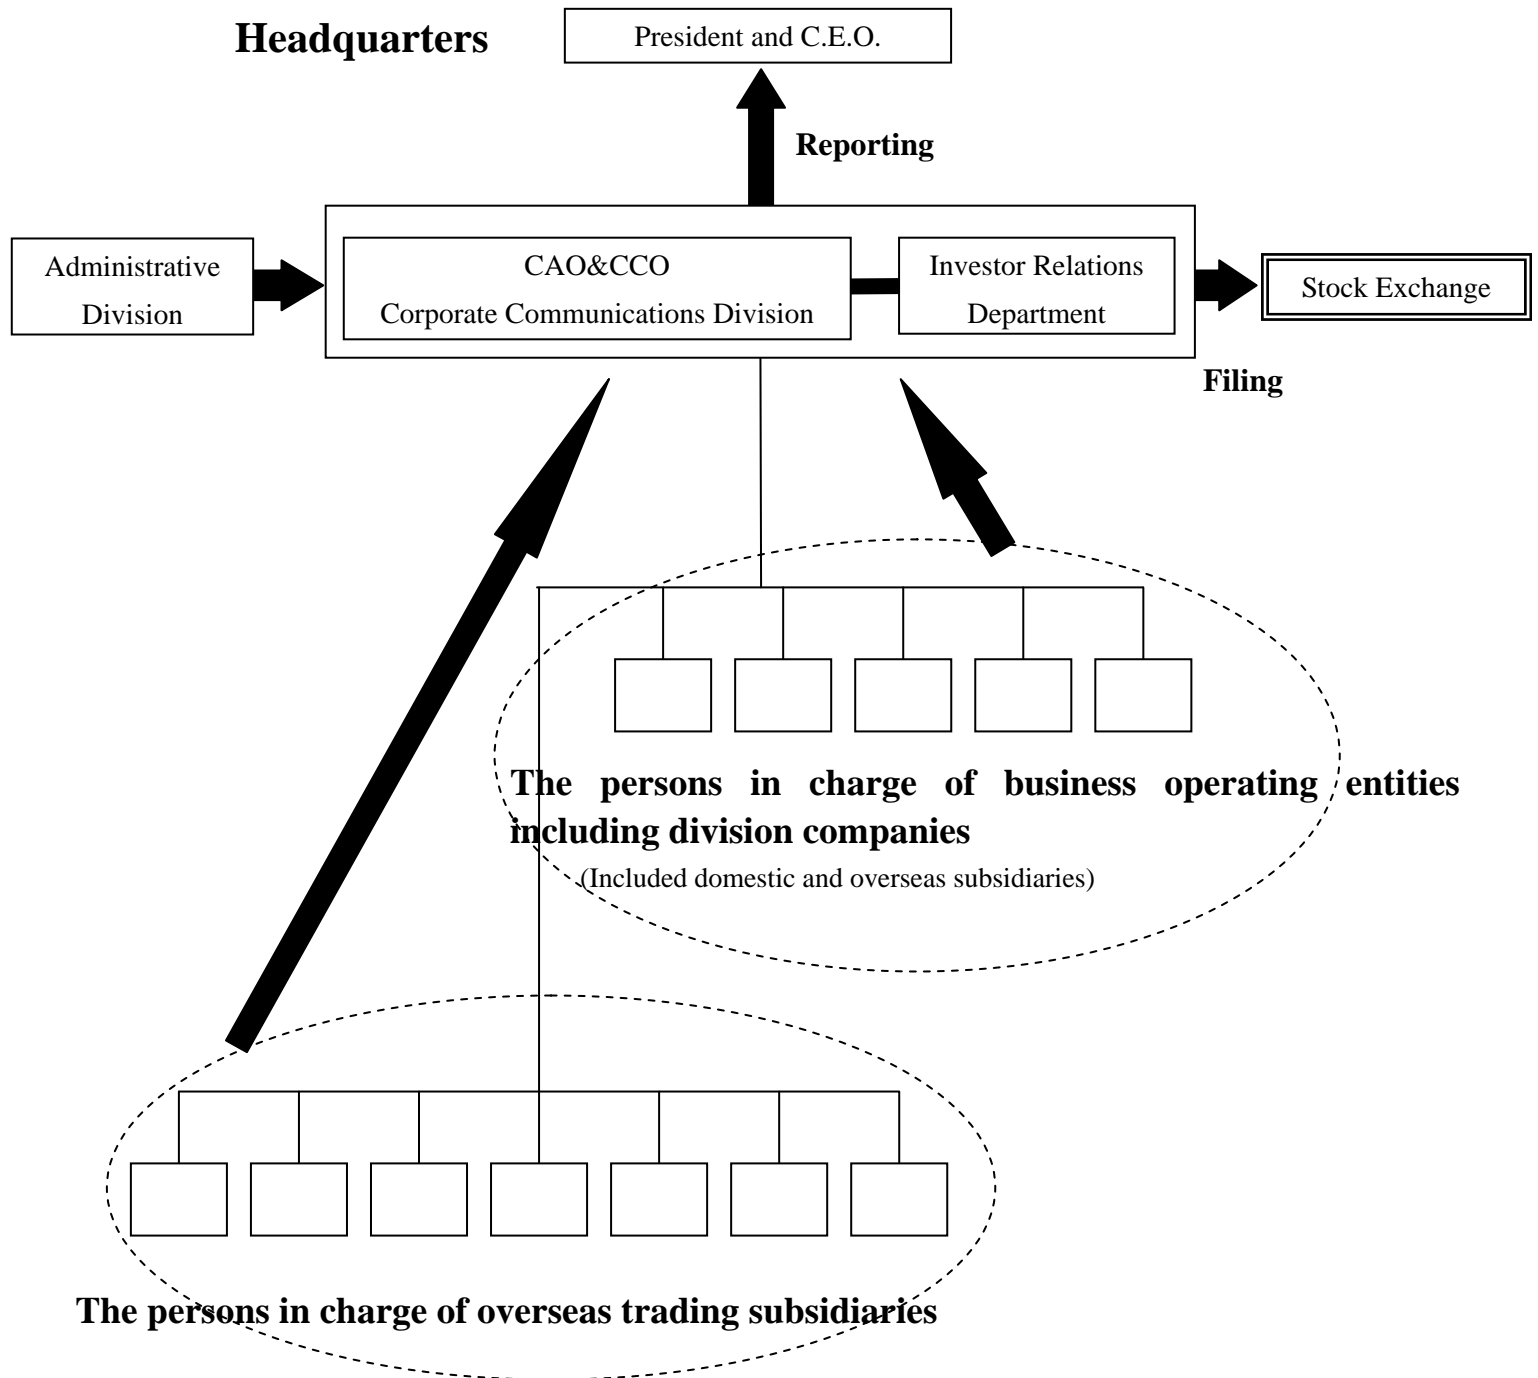 Headquarters
President and C.E.O.
Reporting
Administrative
Division
CAO&CCO
Corporate Communications Division
Investor Relations
Department
Stock Exchange
Filing
The persons in charge of business operating entities
including division companies
(Included domestic and overseas subsidiaries)
The persons in charge of overseas trading subsidiaries